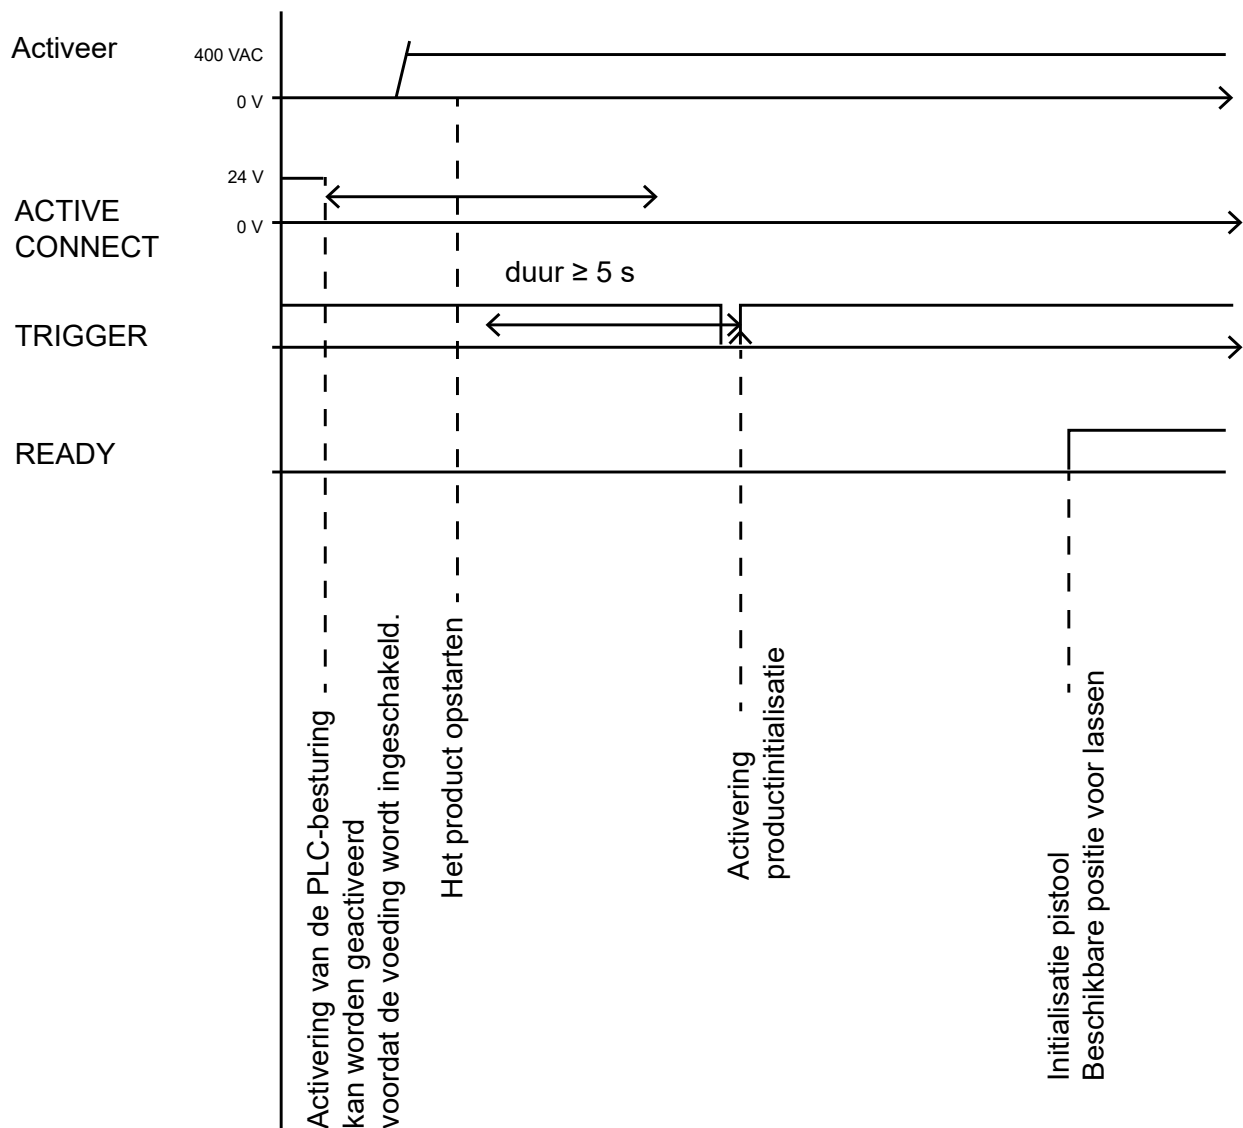 Activeer
400 VAC
0 V
24 V
ACTIVE
CONNECT
0 V
duur ≥ 5 s
TRIGGER
READY
Activering van de PLC-besturing
kan worden geactiveerd
voordat de voeding wordt ingeschakeld.
Het product opstarten
Activering
productinitialisatie
Initialisatie pistool
Beschikbare positie voor lassen